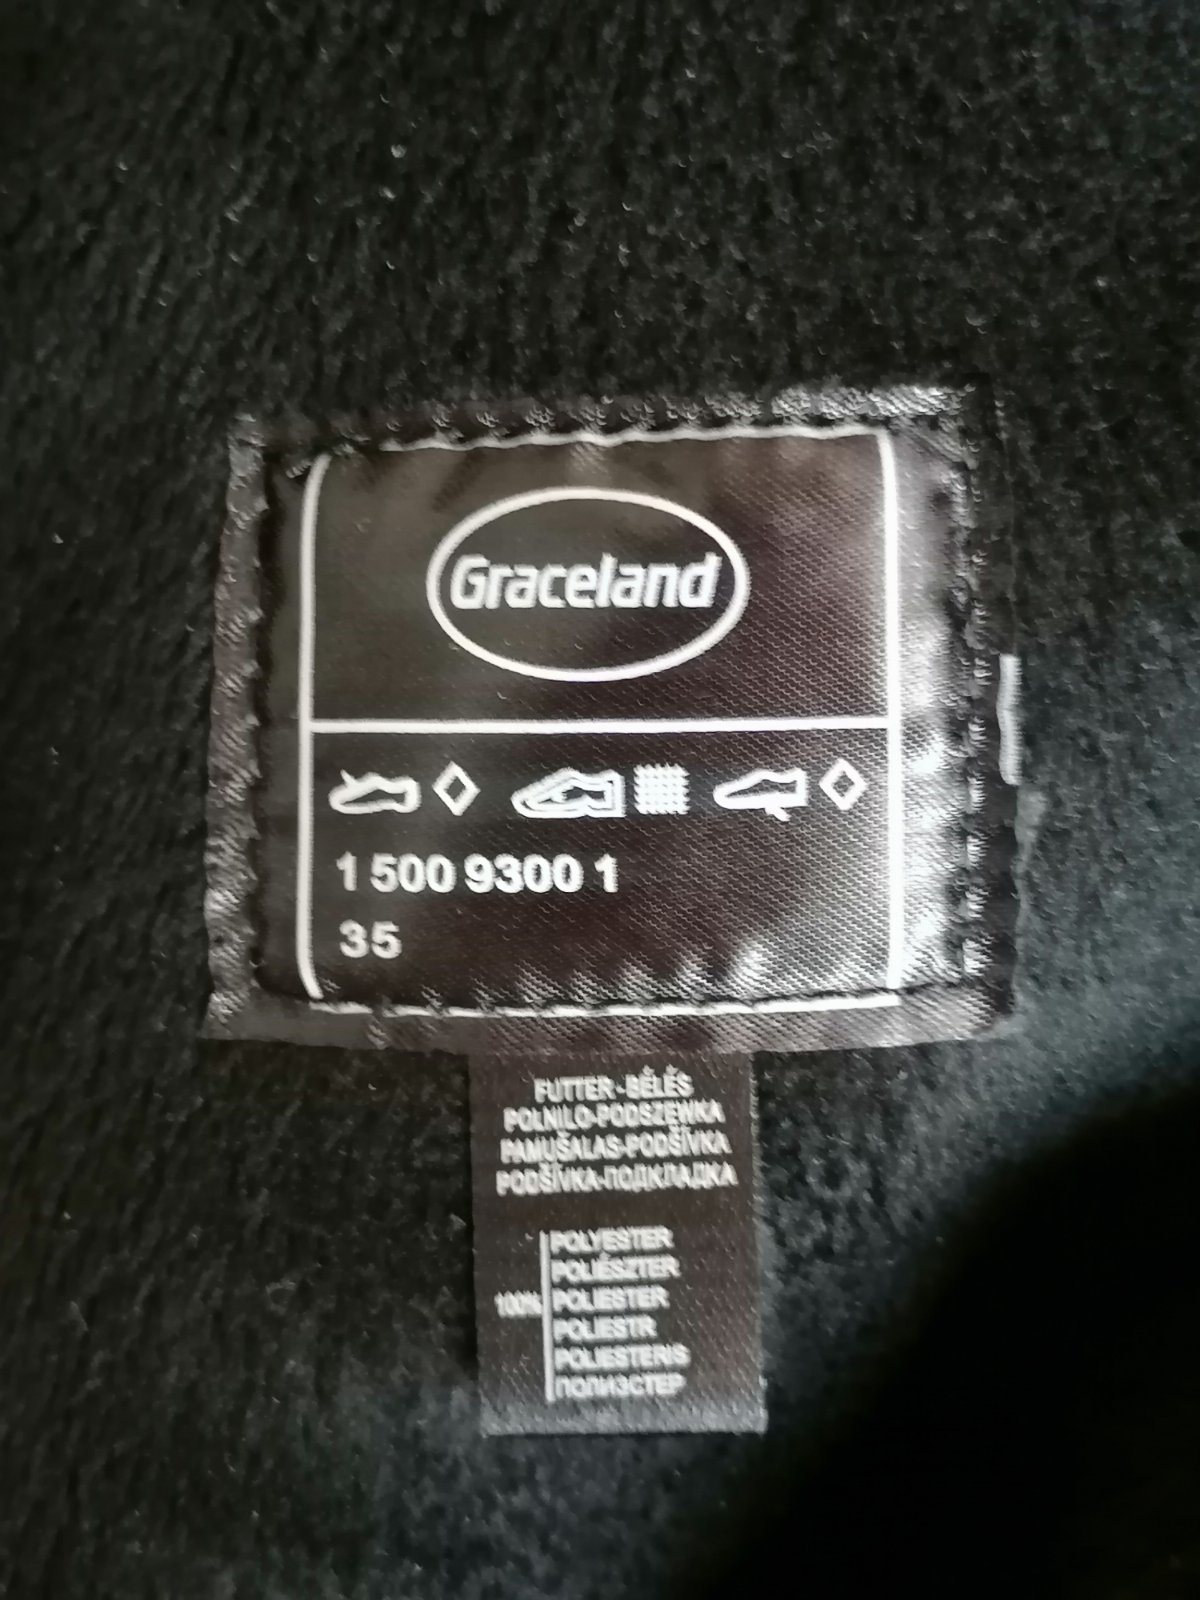 Graceland
1 500 9300 1
35
FUTTER-BÉLÉS
POLNILO-PODSZEWKA
PAMUŠALAS-PODŠÍVKA
PODŠÍVKA-ПОДКЛАДКА
100%
POLYESTER
POLIÉSZTER
POLIESTER
POLIESTR
POLIESTERIS
ПОЛИЭСТЕР